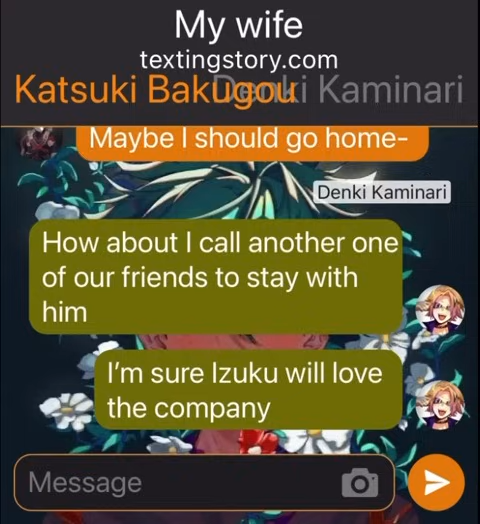 My wife
textingstory.com
Katsuki Bakugou Denki Kaminari
Maybe I should go home-
Denki Kaminari
How about I call another one
of our friends to stay with
him
I'm sure Izuku will love
the company
Message